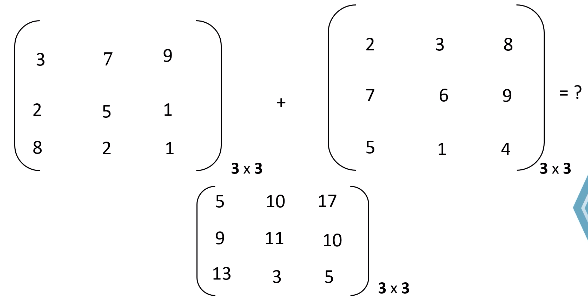 3 7 9
2 5 1
8 2 1
3 x 3
+
2 3 8
7 6 9
5 1 4
3 x 3
= ?
5 10 17
9 11 10
13 3 5
3 x 3